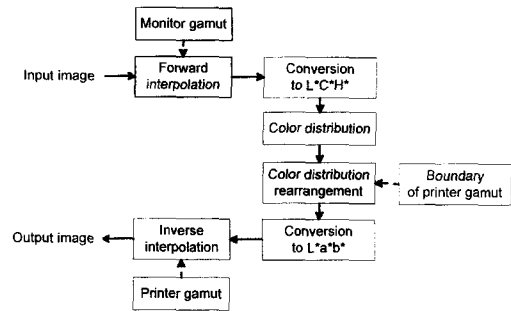 Monitor gamut
Input image
Forward
interpolation
Conversion
to L*C*H*
Color distribution
Color distribution
rearrangement
Boundary
of printer gamut
Output image
Inverse
interpolation
Conversion
to L*a*b*
Printer gamut